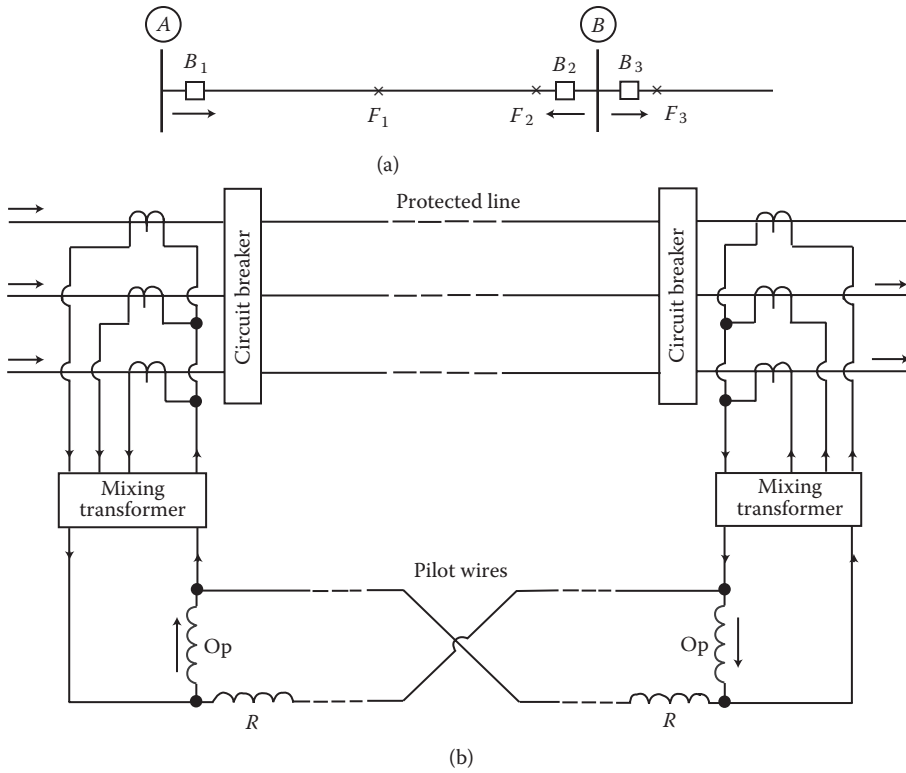 A
B
B1
B2
B3
F1
F2
F3
(a)
Protected line
Circuit breaker
Circuit breaker
Mixing
transformer
Mixing
transformer
Pilot wires
Op
Op
R
R
(b)